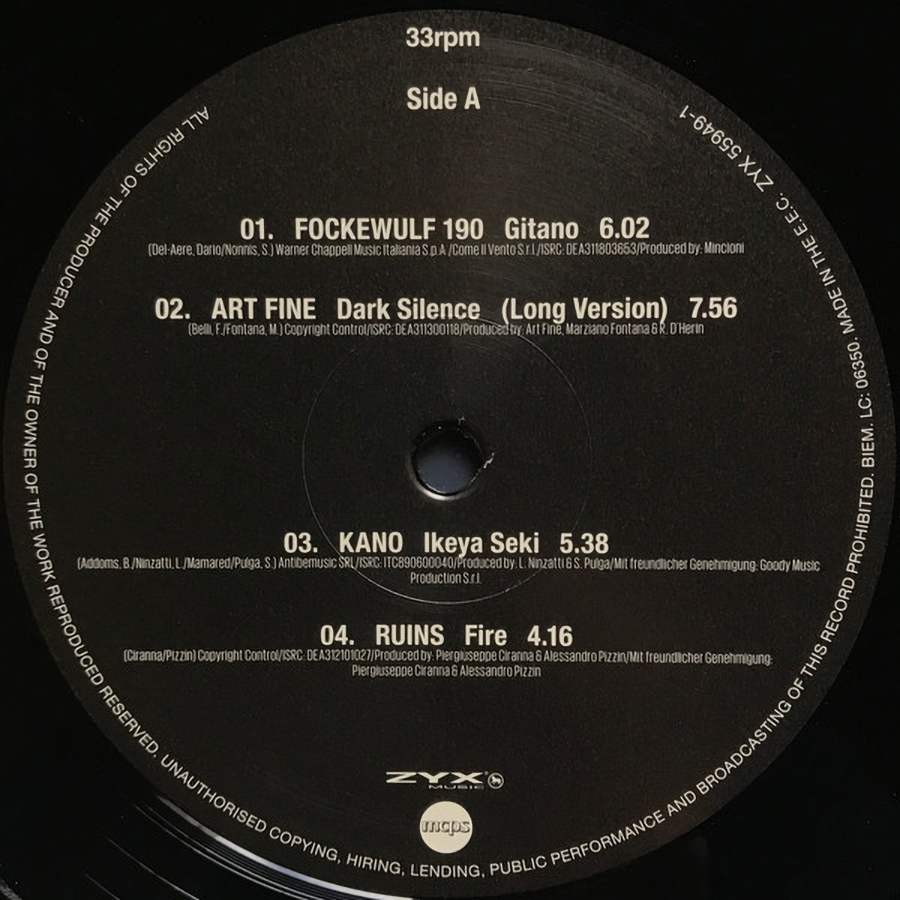 33rpm
Side A
01. FOCKEWULF 190 Gitano 6.02
(Del-Aere, Dario/Nonnis, S.) Warner Chappell Music Italiania S.p.A./Come Il Vento S.r.l./ISRC: DEA311803653/Produced by: Mincioni
02. ART FINE Dark Silence (Long Version) 7.56
(Belli, F./Fontana, M.) Copyright Control/ISRC: DEA311300118/Produced by: Art Fine, Marziano Fontana & R. D'Herin
03. KANO Ikeya Seki 5.38
(Addoms, B./Ninzatti, L./Mamared/Pulga, S.) Antibemusic SRL/ISRC: ITC890600040/Produced by: L. Ninzatti & S. Pulga/Mit freundlicher Genehmigung: Goody Music
Production S.r.l.
04. RUINS Fire 4.16
(Ciranna/Pizzin) Copyright Control/ISRC: DEA312101027/Produced by: Piergiuseppe Ciranna & Alessandro Pizzin/Mit freundlicher Genehmigung:
Piergiuseppe Ciranna & Alessandro Pizzin
ZYX
MUSIC
mcps
ALL RIGHTS OF THE PRODUCER AND OF THE OWNER OF THE WORK REPRODUCED RESERVED. UNAUTHORISED COPYING, HIRING, LENDING, PUBLIC PERFORMANCE AND BROADCASTING OF THIS RECORD PROHIBITED. BIEM. LC: 06350. MADE IN THE E.E.C. ZYX 55949-1